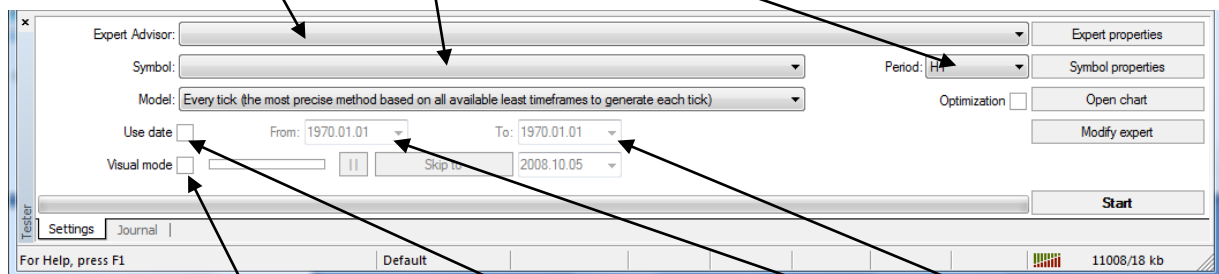 Expert Advisor: Expert properties
Symbol: Period: H1 Symbol properties
Model: Every tick (the most precise method based on all available least timeframes to generate each tick) Optimization Open chart
Use date From: 1970.01.01 To: 1970.01.01 Modify expert
Visual mode Skip to 2008.10.05
Start
Tester
Settings Journal
For Help, press F1 Default 11008/18 kb